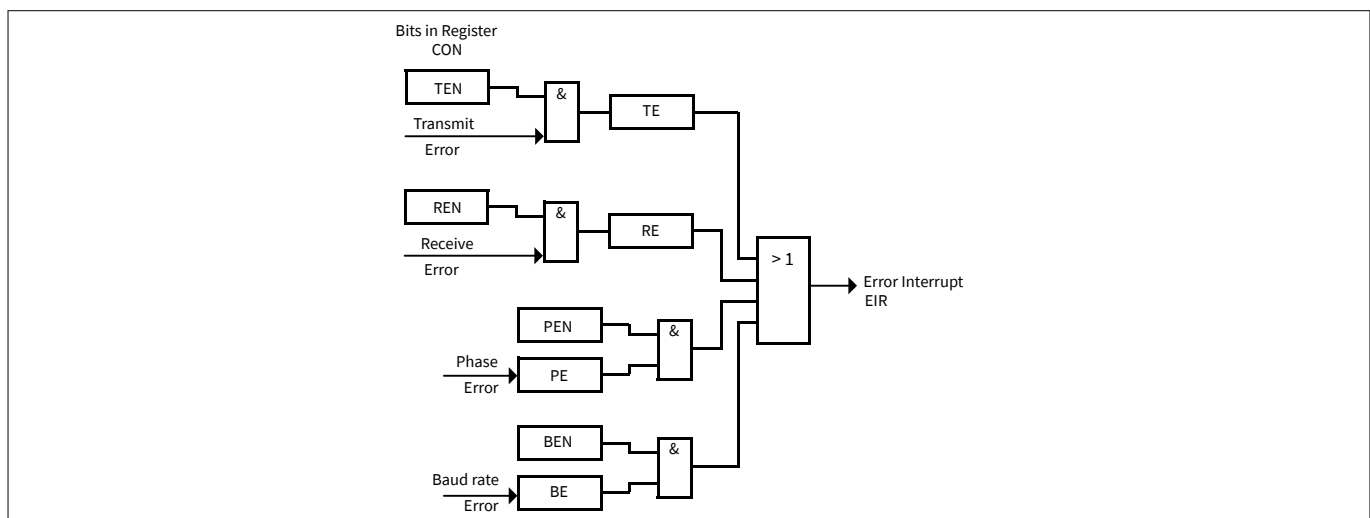 Bits in Register
CON
TEN
&
TE
Transmit
Error
REN
&
RE
Receive
Error
> 1
Error Interrupt
EIR
PEN
&
Phase
PE
Error
BEN
&
Baud rate
BE
Error